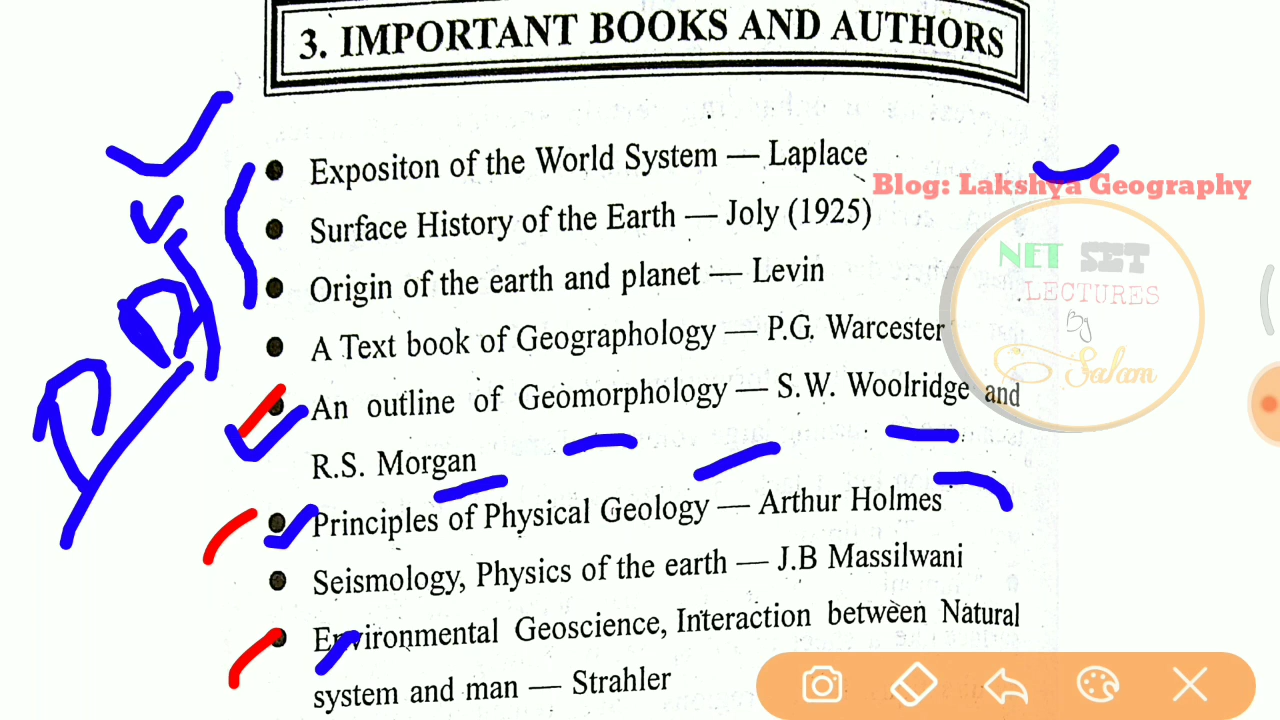 3. IMPORTANT BOOKS AND AUTHORS
Expositon of the World System — Laplace
Blog: Lakshya Geography
Surface History of the Earth — Joly (1925)
NET SET
LECTURES
By
Salam
Origin of the earth and planet — Levin
A Text book of Geographology — P.G. Warcester
An outline of Geomorphology — S.W. Woolridge and
R.S. Morgan
Principles of Physical Geology — Arthur Holmes
Seismology, Physics of the earth — J.B Massilwani
Environmental Geoscience, Interaction between Natural
system and man — Strahler